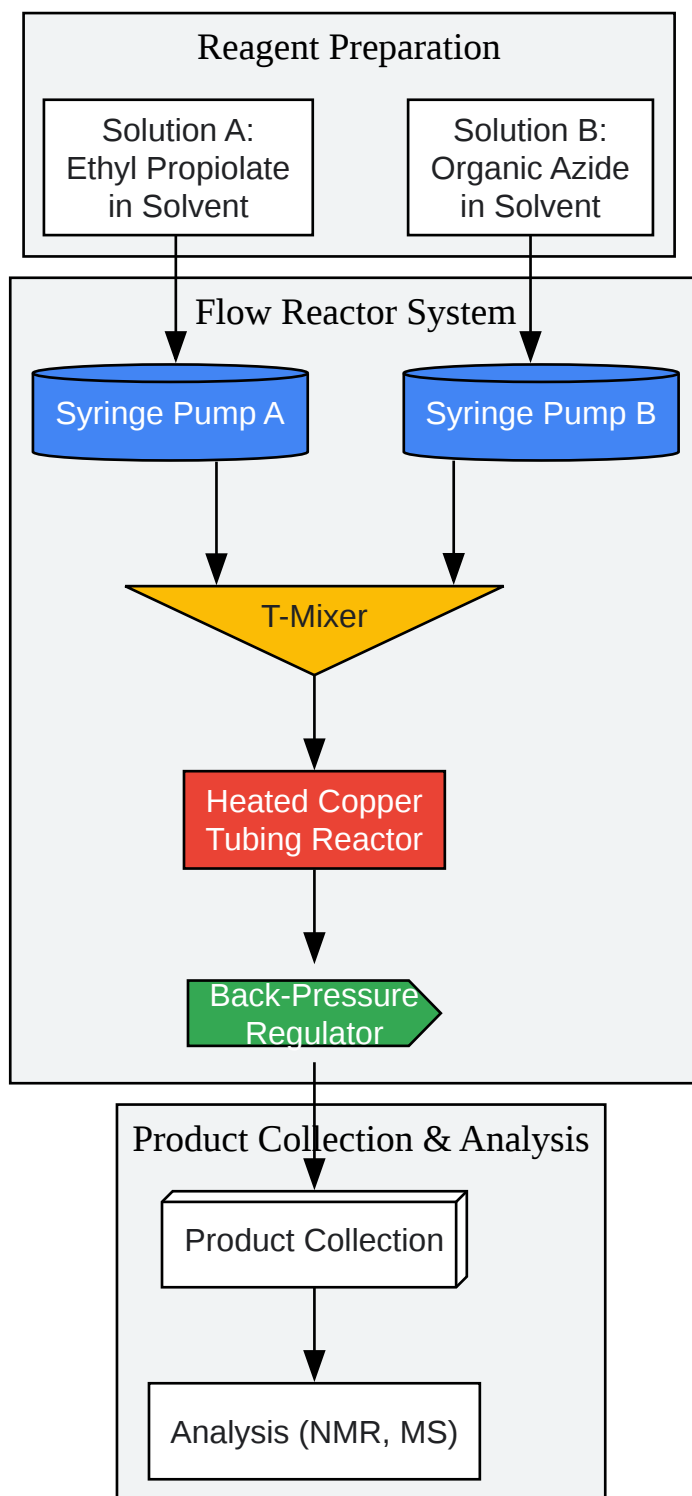 Reagent Preparation
Solution A:
Ethyl Propiolate
in Solvent
Solution B:
Organic Azide
in Solvent
Flow Reactor System
Syringe Pump A
Syringe Pump B
T-Mixer
Heated Copper
Tubing Reactor
Back-Pressure
Regulator
Product Collection & Analysis
Product Collection
Analysis (NMR, MS)